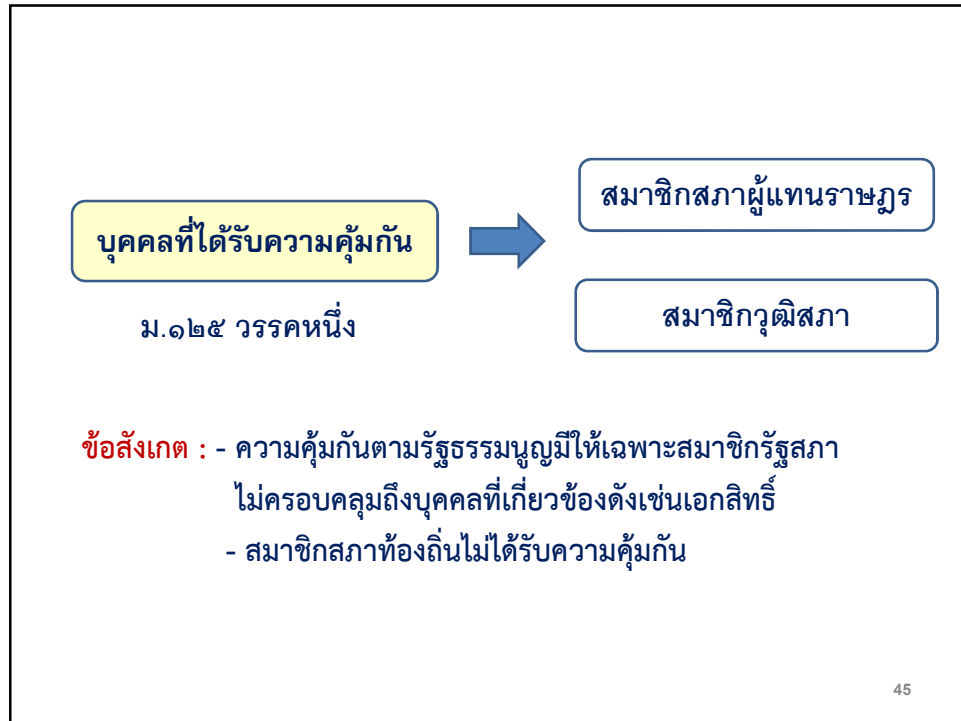 สมาชิกสภาผู้แทนราษฎร
บุคคลที่ได้รับความคุ้มกัน
สมาชิกวุฒิสภา
ม.๑๒๕ วรรคหนึ่ง
ข้อสังเกต : - ความคุ้มกันตามรัฐธรรมนูญมีให้เฉพาะสมาชิกรัฐสภา
ไม่ครอบคลุมถึงบุคคลที่เกี่ยวข้องดังเช่นเอกสิทธิ์
- สมาชิกสภาท้องถิ่นไม่ได้รับความคุ้มกัน
45